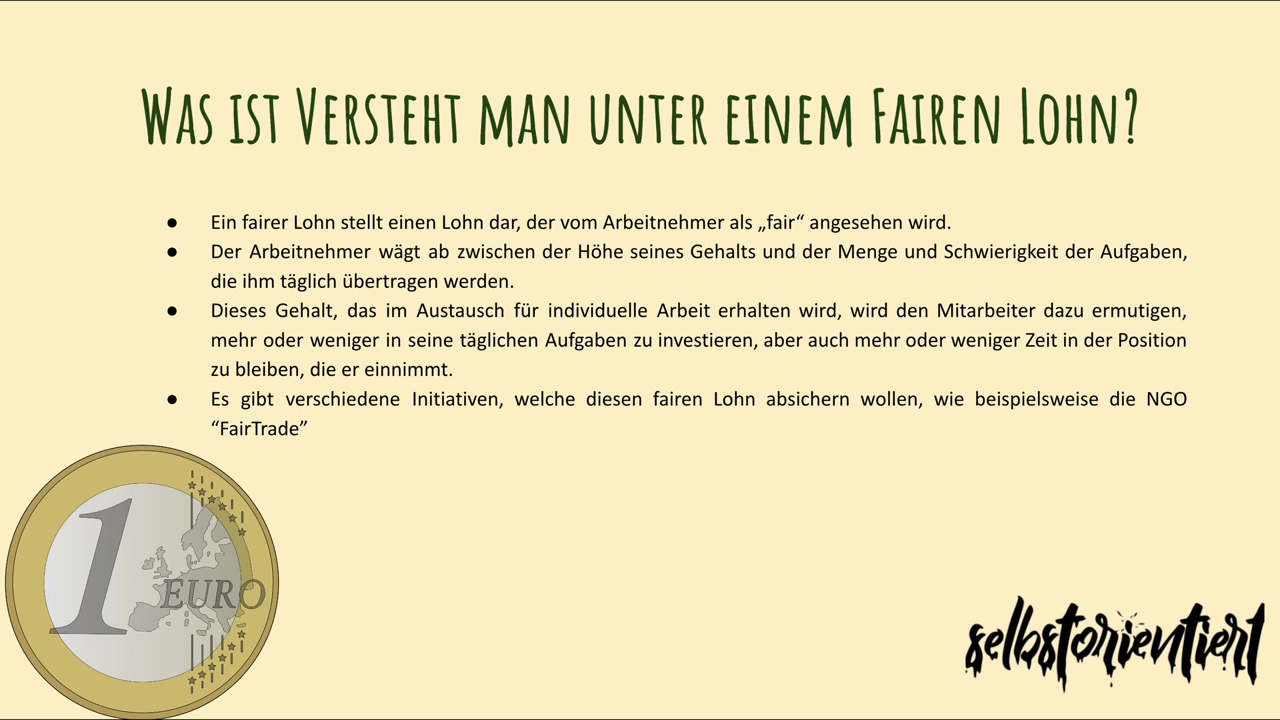 Was ist Versteht man unter einem Fairen Lohn?
● Ein fairer Lohn stellt einen Lohn dar, der vom Arbeitnehmer als „fair“ angesehen wird.
● Der Arbeitnehmer wägt ab zwischen der Höhe seines Gehalts und der Menge und Schwierigkeit der Aufgaben,
die ihm täglich übertragen werden.
● Dieses Gehalt, das im Austausch für individuelle Arbeit erhalten wird, wird den Mitarbeiter dazu ermutigen,
mehr oder weniger in seine täglichen Aufgaben zu investieren, aber auch mehr oder weniger Zeit in der Position
zu bleiben, die er einnimmt.
● Es gibt verschiedene Initiativen, welche diesen fairen Lohn absichern wollen, wie beispielsweise die NGO
“FairTrade”
1
EURO
selbstorientiert